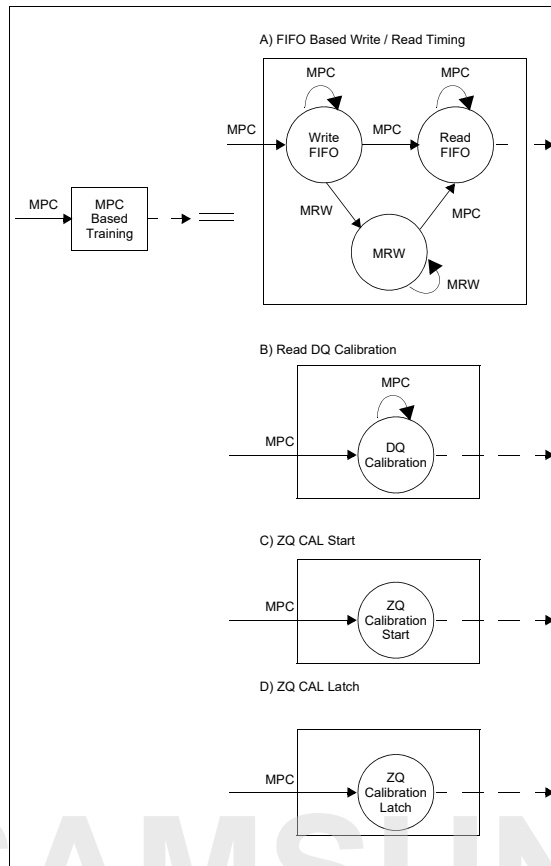 A) FIFO Based Write / Read Timing
MPC
MPC
MPC
Write
FIFO
MPC
Read
FIFO
MPC
MPC
Based
Training
MRW
MPC
MRW
MRW
B) Read DQ Calibration
MPC
MPC
DQ
Calibration
C) ZQ CAL Start
MPC
ZQ
Calibration
Start
D) ZQ CAL Latch
MPC
ZQ
Calibration
Latch
SAMSUN